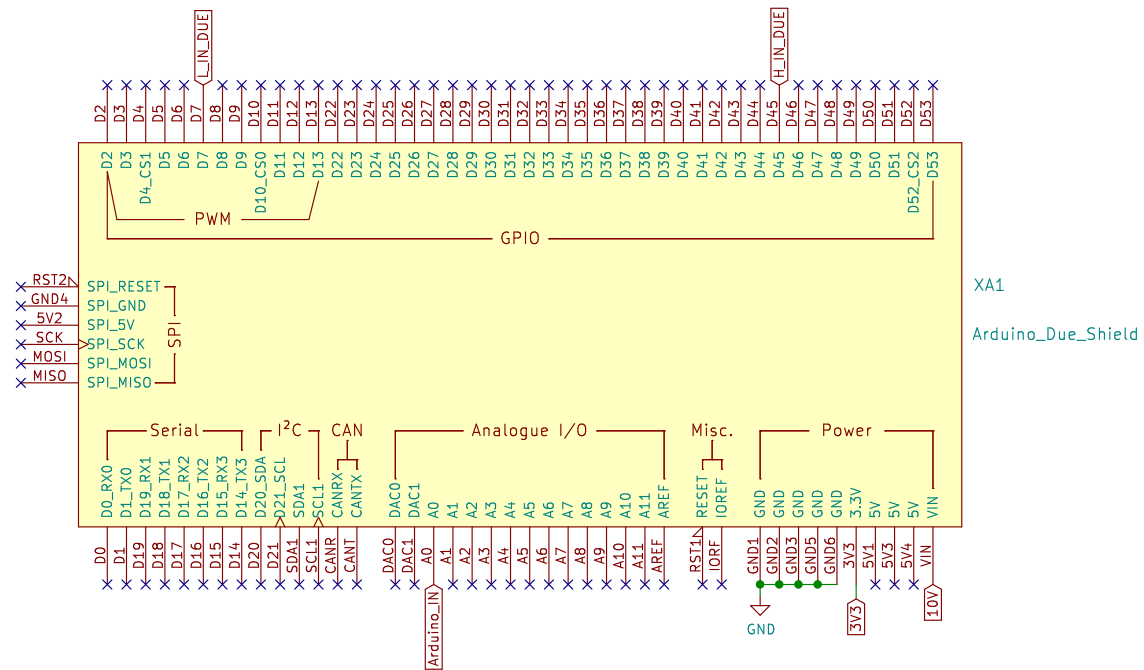 L_IN_DUE H_IN_DUE
D2 D3 D4 D5 D6 D7 D8 D9 D10 D11 D12 D13 D22 D23 D24 D25 D26 D27 D28 D29 D30 D31 D32 D33 D34 D35 D36 D37 D38 D39 D40 D41 D42 D43 D44 D45 D46 D47 D48 D49 D50 D51 D52 D53
D2 D3 D4_CS1 D5 D6 D7 D8 D9 D10_CS0 D11 D12 D13 D22 D23 D24 D25 D26 D27 D28 D29 D30 D31 D32 D33 D34 D35 D36 D37 D38 D39 D40 D41 D42 D43 D44 D45 D46 D47 D48 D49 D50 D51 D52_CS2 D53
PWM
GPIO
RST2 SPI_RESET
GND4 SPI_GND
5V2 SPI_5V
SCK SPI_SCK
MOSI SPI_MOSI
MISO SPI_MISO
SPI
XA1
Arduino_Due_Shield
Serial I²C CAN Analogue I/O Misc. Power
D0_RX0 D1_TX0 D19_RX1 D18_TX1 D17_RX2 D16_TX2 D15_RX3 D14_TX3 D20_SDA D21_SCL SDA1 SCL1 CANRX CANTX DAC0 DAC1 A0 A1 A2 A3 A4 A5 A6 A7 A8 A9 A10 A11 AREF RESET IOREF GND GND GND GND GND 3.3V 5V 5V 5V VIN
D0 D1 D19 D18 D17 D16 D15 D14 D20 D21 SDA1 SCL1 CANR CANT DAC0 DAC1 A0 A1 A2 A3 A4 A5 A6 A7 A8 A9 A10 A11 AREF RST1 IORF GND1 GND2 GND3 GND5 GND6 3V3 5V1 5V3 5V4 VIN
Arduino_IN GND 3V3 10V